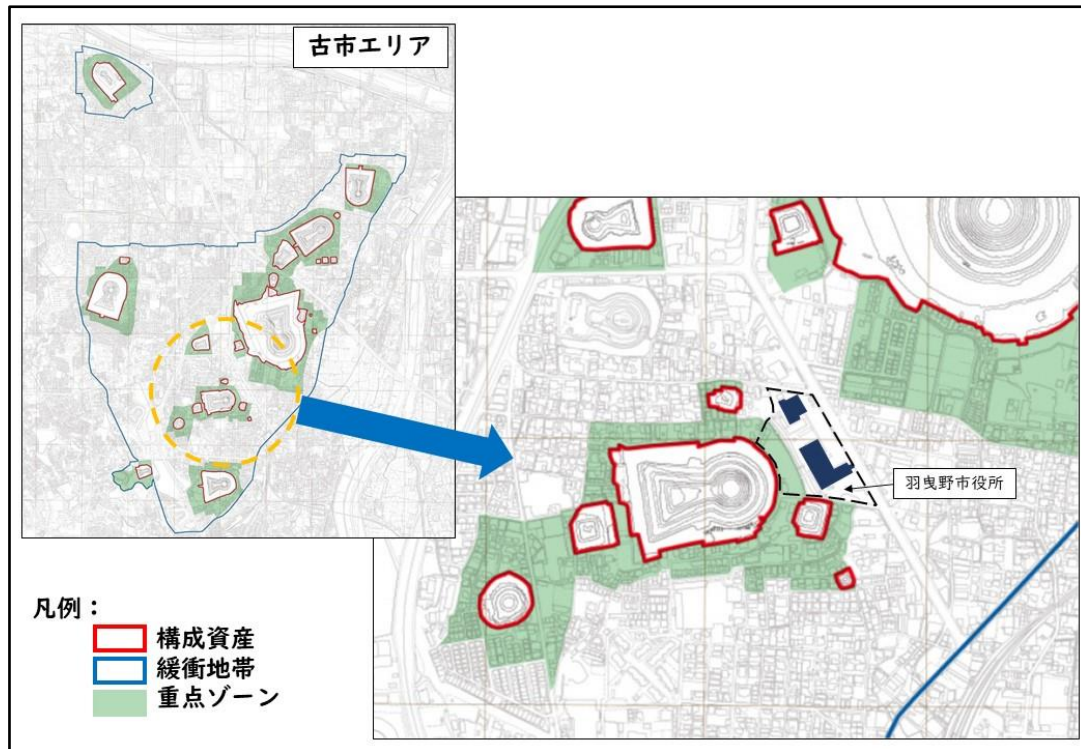 古市エリア
羽曳野市役所
凡例：
構成資産
緩衝地帯
重点ゾーン